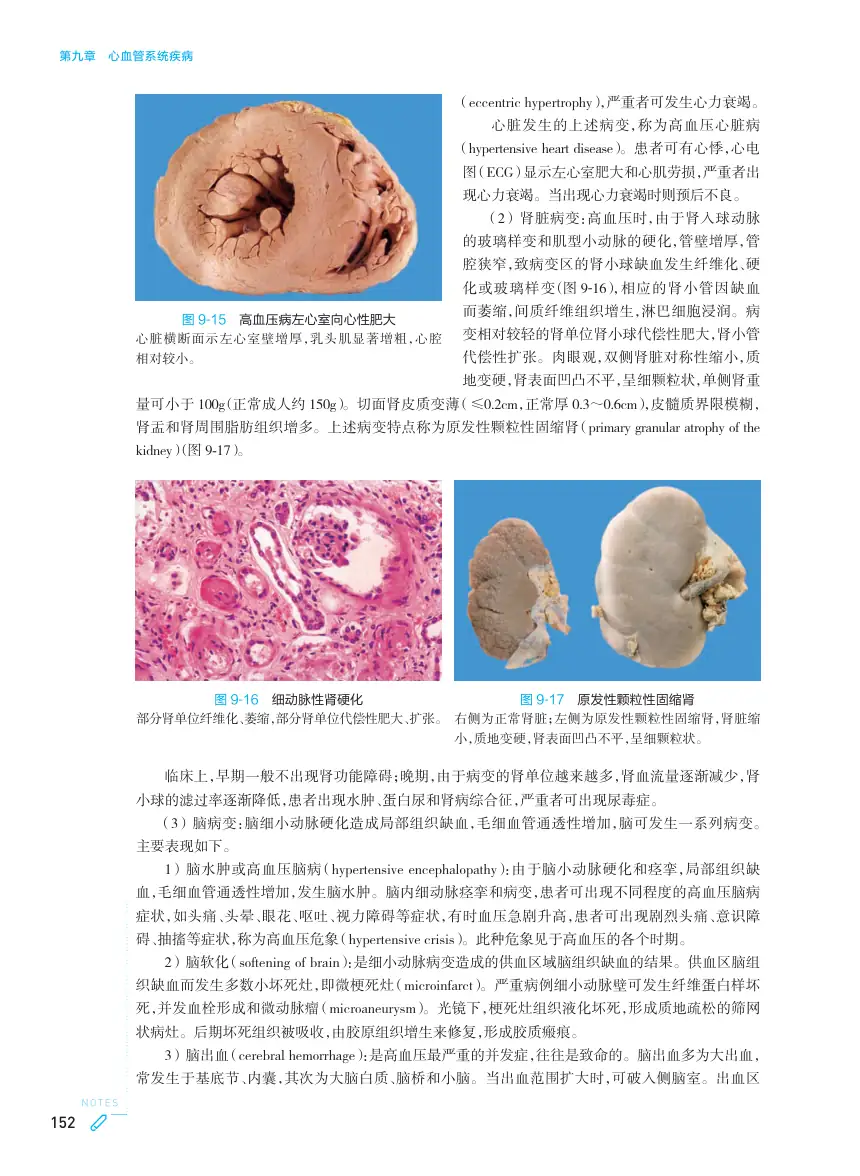 第九章 心血管系统疾病
图 9-15 高血压病左心室向心性肥大
心脏横断面示左心室壁增厚,乳头肌显著增粗,心腔
相对较小。
(eccentric hypertrophy),严重者可发生心力衰竭。
心脏发生的上述病变,称为高血压心脏病
(hypertensive heart disease)。患者可有心悸,心电
图(ECG)显示左心室肥大和心肌劳损,严重者出
现心力衰竭。当出现心力衰竭时则预后不良。
(2)肾脏病变:高血压时,由于肾入球动脉
的玻璃样变和肌型小动脉的硬化,管壁增厚,管
腔狭窄,致病变区的肾小球缺血发生纤维化、硬
化或玻璃样变(图 9-16),相应的肾小管因缺血
而萎缩,间质纤维组织增生,淋巴细胞浸润。病
变相对较轻的肾单位肾小球代偿性肥大,肾小管
代偿性扩张。肉眼观,双侧肾脏对称性缩小,质
地变硬,肾表面凹凸不平,呈细颗粒状,单侧肾重
量可小于 100g(正常成人约 150g)。切面肾皮质变薄(≤0.2cm,正常厚 0.3～0.6cm),皮髓质界限模糊,
肾盂和肾周围脂肪组织增多。上述病变特点称为原发性颗粒性固缩肾(primary granular atrophy of the
kidney)(图 9-17)。
图 9-16 细动脉性肾硬化
部分肾单位纤维化、萎缩,部分肾单位代偿性肥大、扩张。
图 9-17 原发性颗粒性固缩肾
右侧为正常肾脏;左侧为原发性颗粒性固缩肾,肾脏缩
小,质地变硬,肾表面凹凸不平,呈细颗粒状。
临床上,早期一般不出现肾功能障碍;晚期,由于病变的肾单位越来越多,肾血流量逐渐减少,肾
小球的滤过率逐渐降低,患者出现水肿、蛋白尿和肾病综合征,严重者可出现尿毒症。
(3)脑病变:脑细小动脉硬化造成局部组织缺血,毛细血管通透性增加,脑可发生一系列病变。
主要表现如下。
1)脑水肿或高血压脑病(hypertensive encephalopathy):由于脑小动脉硬化和痉挛,局部组织缺
血,毛细血管通透性增加,发生脑水肿。脑内细动脉痉挛和病变,患者可出现不同程度的高血压脑病
症状,如头痛、头晕、眼花、呕吐、视力障碍等症状,有时血压急剧升高,患者可出现剧烈头痛、意识障
碍、抽搐等症状,称为高血压危象(hypertensive crisis)。此种危象见于高血压的各个时期。
2)脑软化(softening of brain):是细小动脉病变造成的供血区域脑组织缺血的结果。供血区脑组
织缺血而发生多数小坏死灶,即微梗死灶(microinfarct)。严重病例细小动脉壁可发生纤维蛋白样坏
死,并发血栓形成和微动脉瘤(microaneurysm)。光镜下,梗死灶组织液化坏死,形成质地疏松的筛网
状病灶。后期坏死组织被吸收,由胶原组织增生来修复,形成胶质瘢痕。
3)脑出血(cerebral hemorrhage):是高血压最严重的并发症,往往是致命的。脑出血多为大出血,
常发生于基底节、内囊,其次为大脑白质、脑桥和小脑。当出血范围扩大时,可破入侧脑室。出血区
NOTES
152